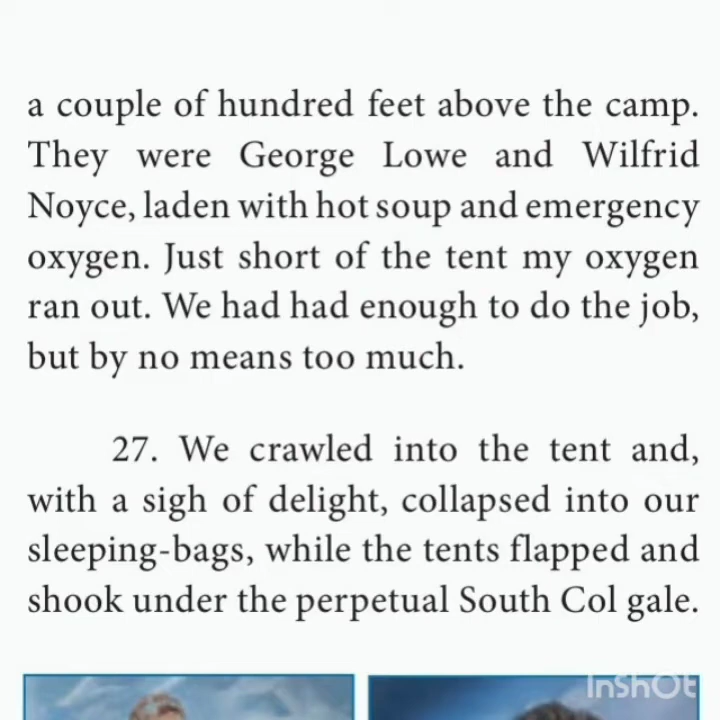 a couple of hundred feet above the camp.
They were George Lowe and Wilfrid
Noyce, laden with hot soup and emergency
oxygen. Just short of the tent my oxygen
ran out. We had had enough to do the job,
but by no means too much.
27. We crawled into the tent and,
with a sigh of delight, collapsed into our
sleeping-bags, while the tents flapped and
shook under the perpetual South Col gale.
InShOt